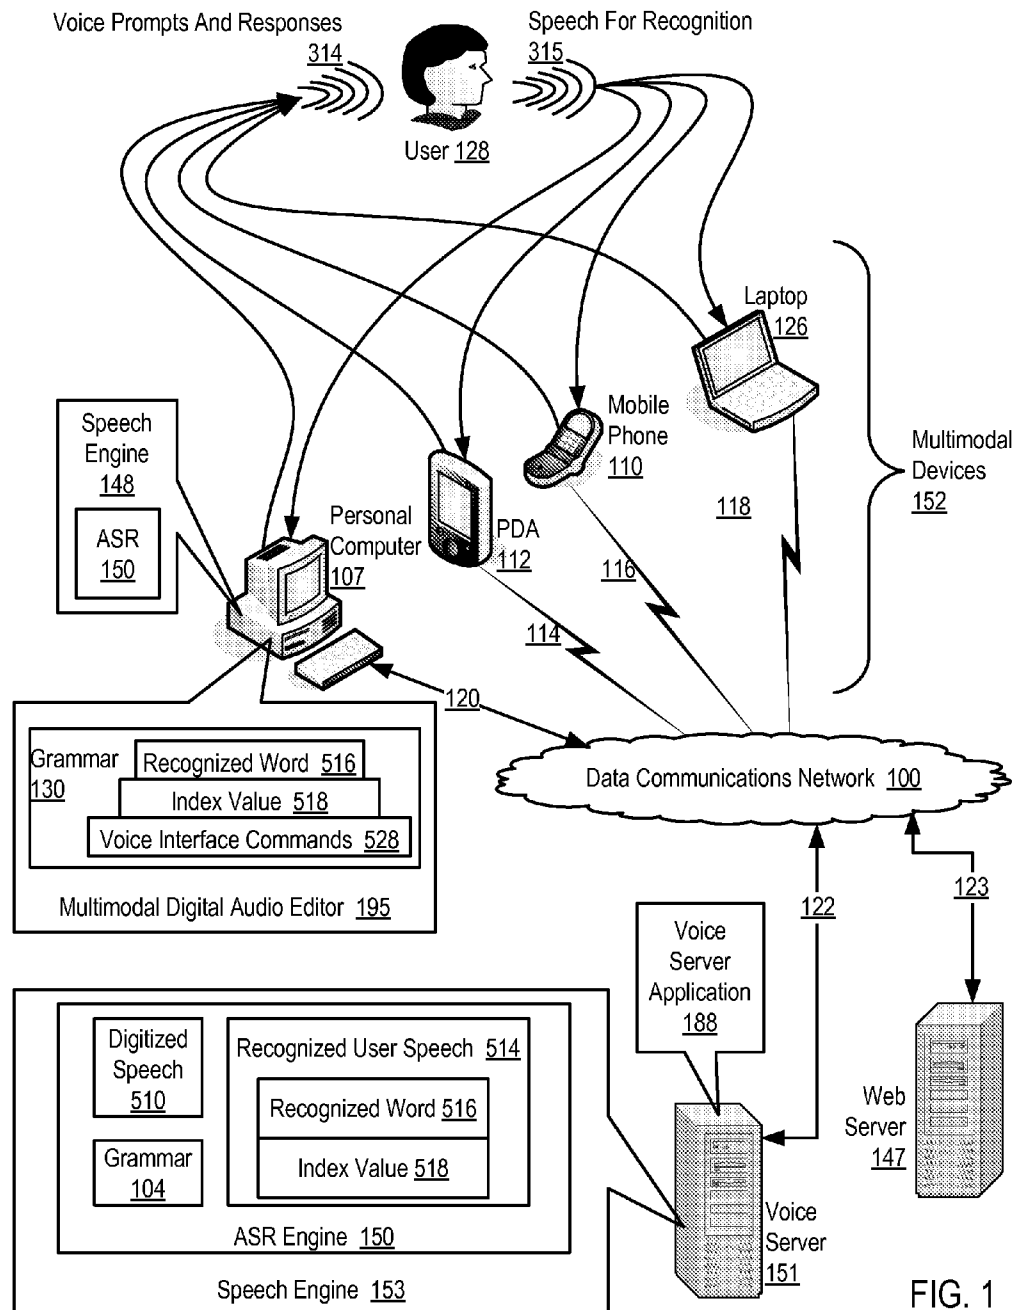 Voice Prompts And Responses
314
Speech For Recognition
315
User 128
Laptop
126
Mobile
Phone
110
Multimodal
Devices
152
Speech
Engine
148
ASR
150
Personal
Computer
107
PDA
112
118
116
114
120
Grammar
130
Recognized Word 516
Index Value 518
Voice Interface Commands 528
Multimodal Digital Audio Editor 195
Data Communications Network 100
122
123
Voice
Server
Application
188
Digitized
Speech
510
Grammar
104
Recognized User Speech 514
Recognized Word 516
Index Value 518
ASR Engine 150
Speech Engine 153
Web
Server
147
Voice
Server
151
FIG. 1